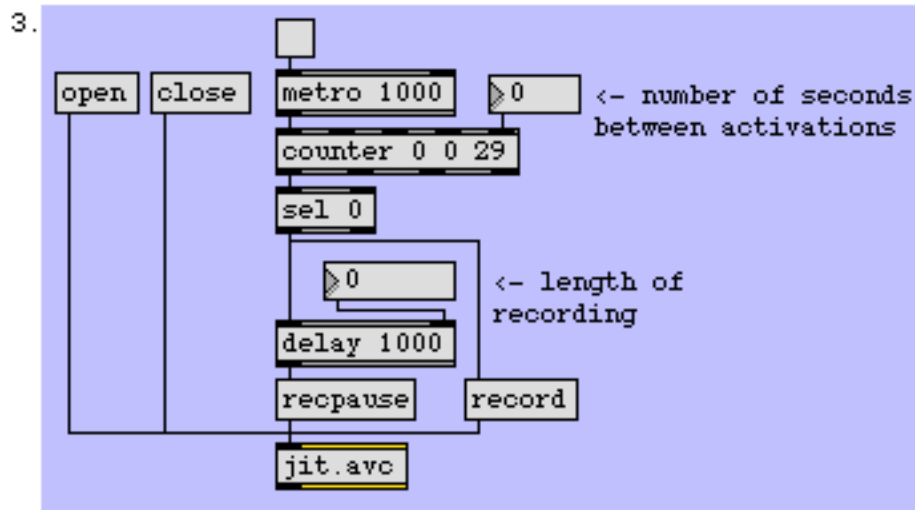 3.
open close metro 1000 0 <- number of seconds
between activations
counter 0 0 29
sel 0
0 <- length of
recording
delay 1000
recpause record
jit.avc